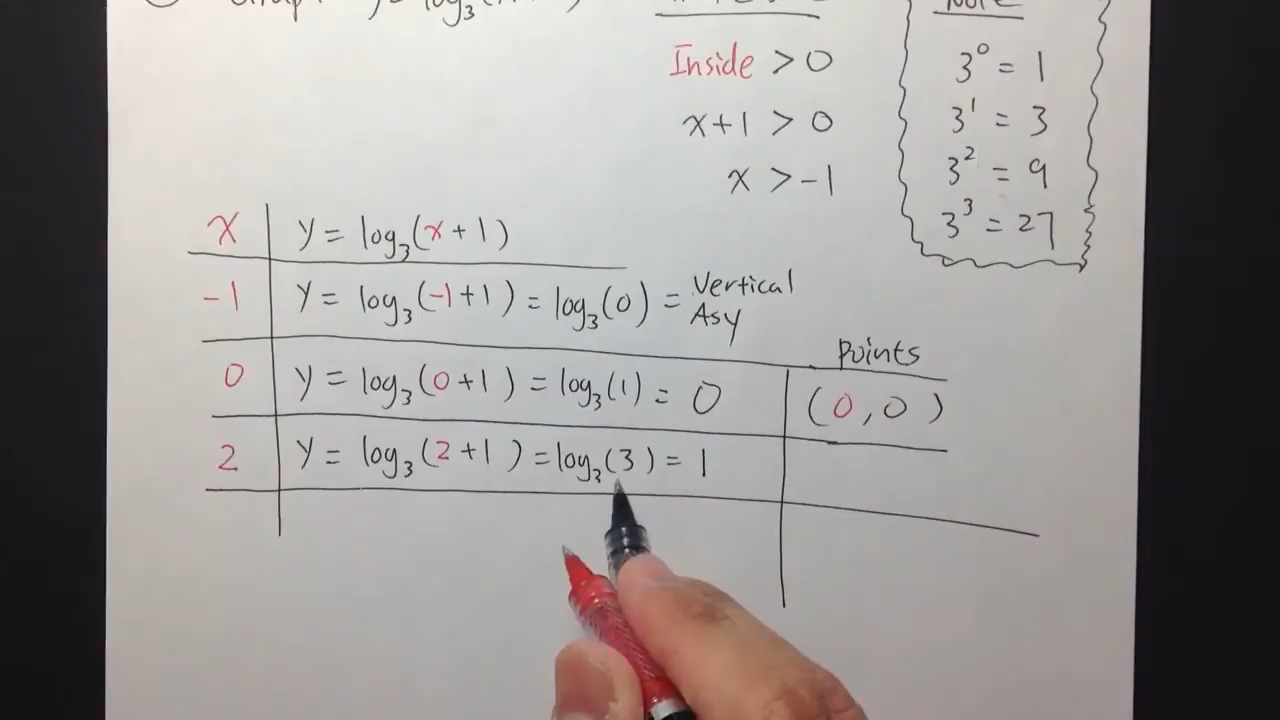 y = log₃(
Note
Inside > 0
x+1 > 0
x > -1
3⁰ = 1
3¹ = 3
3² = 9
3³ = 27
x y = log₃(x + 1)
-1 y = log₃(-1 + 1) = log₃(0) = Vertical Asy
Points
0 y = log₃(0 + 1) = log₃(1) = 0 (0, 0)
2 y = log₃(2 + 1) = log₃(3) = 1